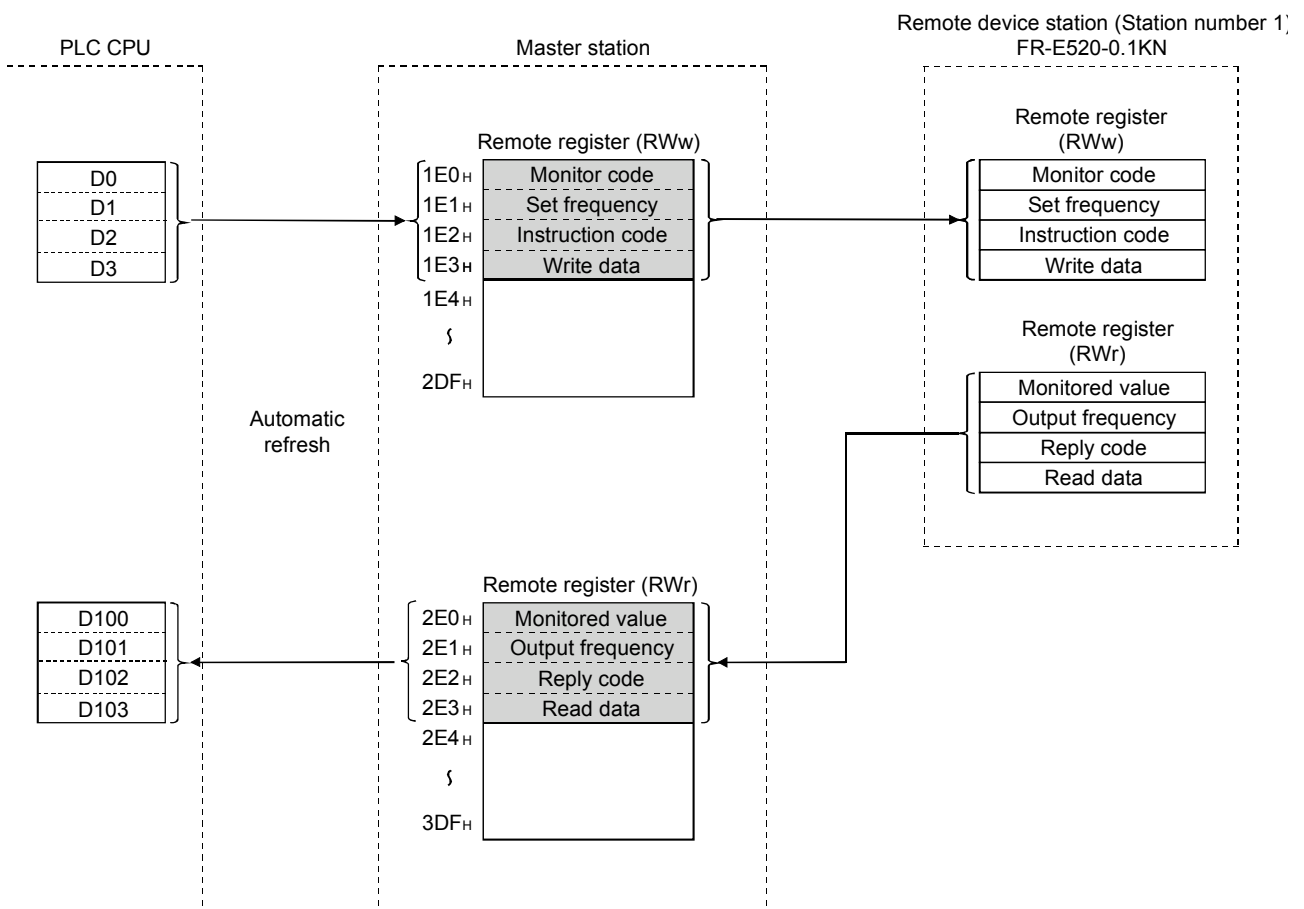 Remote device station (Station number 1)
PLC CPU
Master station
FR-E520-0.1KN
Remote register
(RWw)
Remote register (RWw)
D0
D1
D2
D3
1E0H Monitor code
1E1H Set frequency
1E2H Instruction code
1E3H Write data
1E4H
2DFH
Monitor code
Set frequency
Instruction code
Write data
Remote register
(RWr)
Monitored value
Output frequency
Reply code
Read data
Automatic
refresh
Remote register (RWr)
D100
D101
D102
D103
2E0H Monitored value
2E1H Output frequency
2E2H Reply code
2E3H Read data
2E4H
3DFH